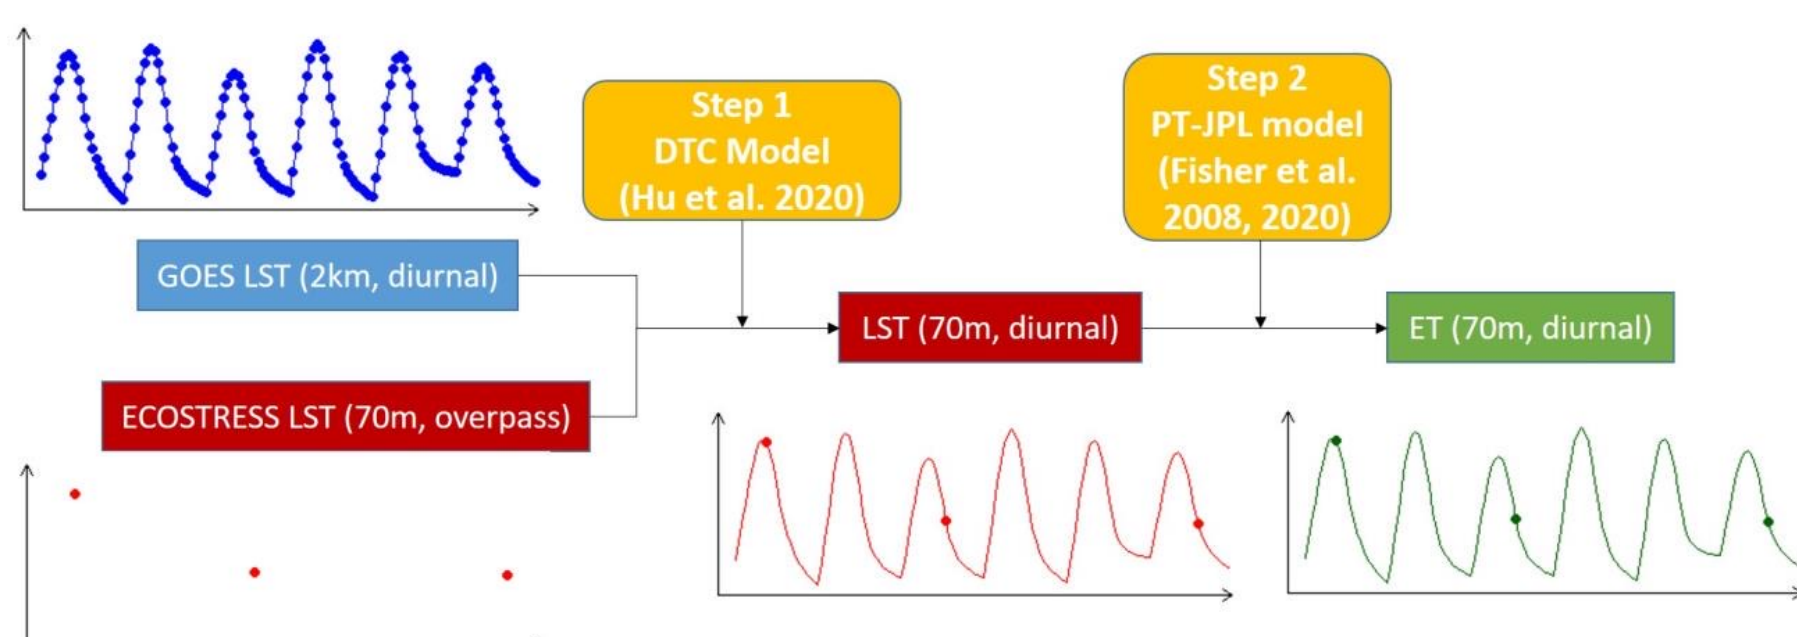 Step 1
DTC Model
(Hu et al. 2020)
Step 2
PT-JPL model
(Fisher et al.
2008, 2020)
GOES LST (2km, diurnal)
LST (70m, diurnal)
ET (70m, diurnal)
ECOSTRESS LST (70m, overpass)